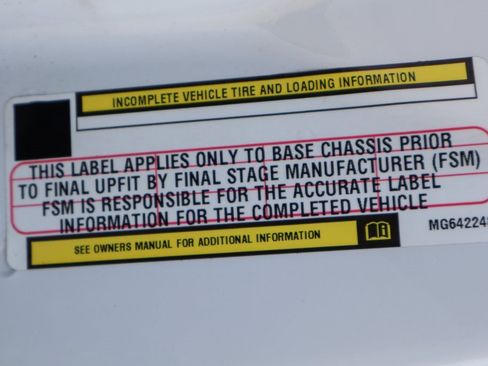 INCOMPLETE VEHICLE TIRE AND LOADING INFORMATION
THIS LABEL APPLIES ONLY TO BASE CHASSIS PRIOR
TO FINAL UPFIT BY FINAL STAGE MANUFACTURER (FSM)
FSM IS RESPONSIBLE FOR THE ACCURATE LABEL
INFORMATION FOR THE COMPLETED VEHICLE
SEE OWNERS MANUAL FOR ADDITIONAL INFORMATION
MG64224